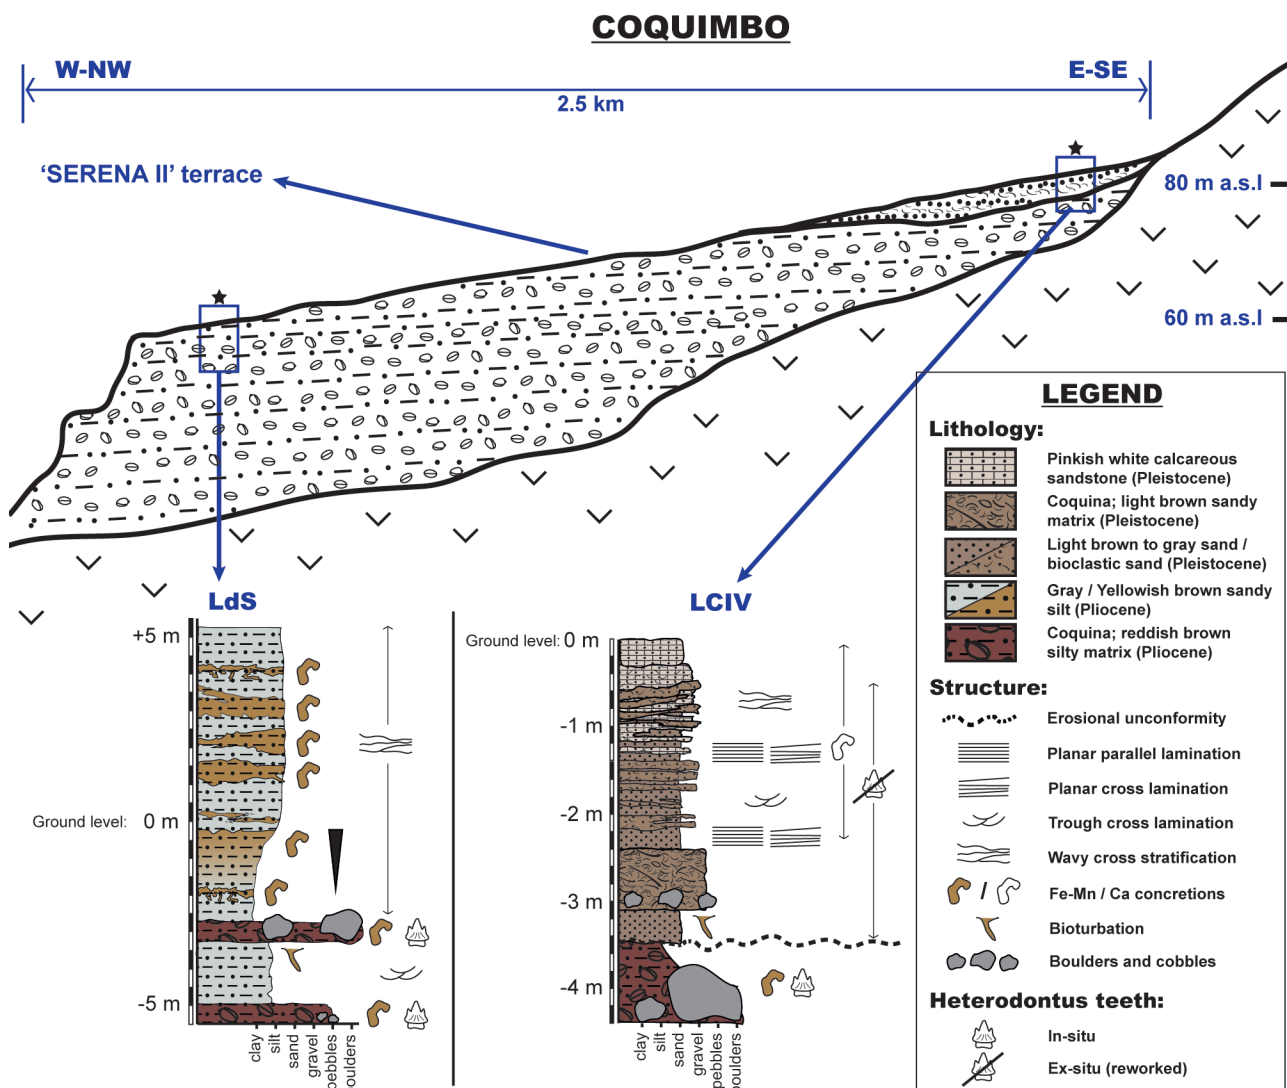 COQUIMBO
W-NW
E-SE
2.5 km
‘SERENA II’ terrace
80 m a.s.l
60 m a.s.l
LdS
LCIV
+5 m
Ground level: 0 m
-5 m
clay
silt
sand
gravel
pebbles
boulders
Ground level: 0 m
-1 m
-2 m
-3 m
-4 m
clay
silt
sand
gravel
pebbles
boulders
LEGEND
Lithology:
Pinkish white calcareous
sandstone (Pleistocene)
Coquina; light brown sandy
matrix (Pleistocene)
Light brown to gray sand /
bioclastic sand (Pleistocene)
Gray / Yellowish brown sandy
silt (Pliocene)
Coquina; reddish brown
silty matrix (Pliocene)
Structure:
Erosional unconformity
Planar parallel lamination
Planar cross lamination
Trough cross lamination
Wavy cross stratification
/ Fe-Mn / Ca concretions
Bioturbation
Boulders and cobbles
Heterodontus teeth:
In-situ
Ex-situ (reworked)